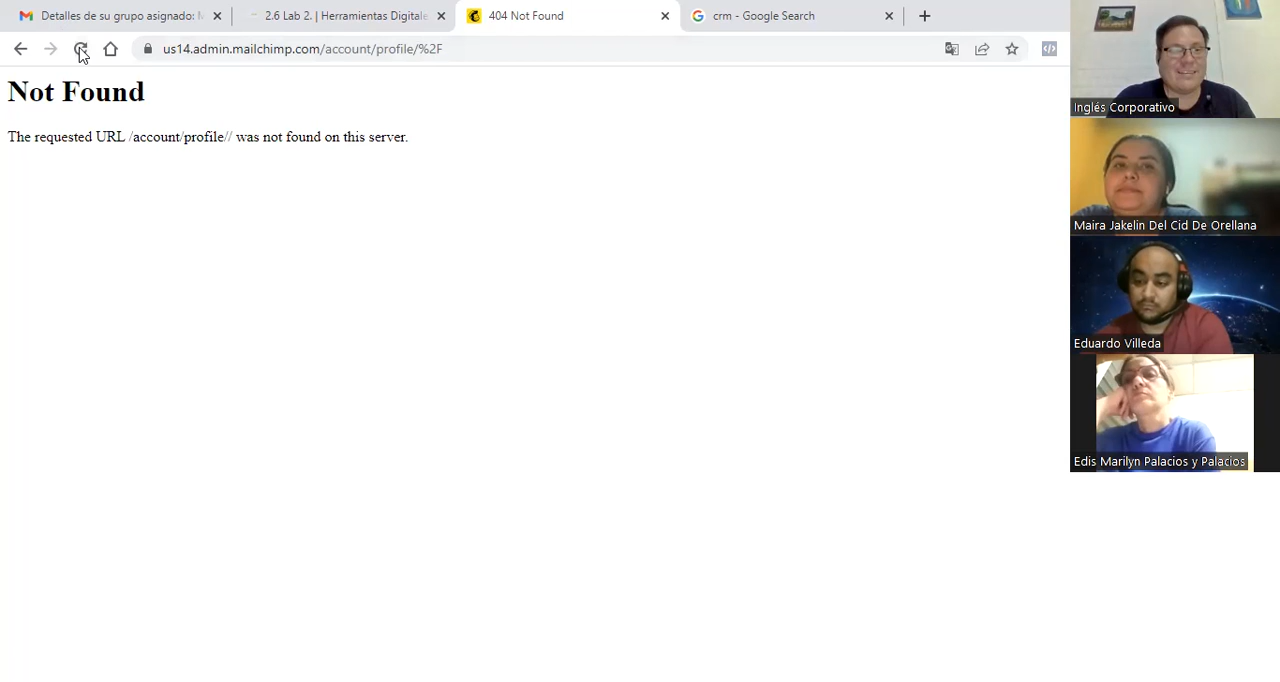 Detalles de su grupo asignado: M
2.6 Lab 2. | Herramientas Digitale
404 Not Found
crm - Google Search
us14.admin.mailchimp.com/account/profile/%2F
Not Found
The requested URL /account/profile// was not found on this server.
Inglés Corporativo
Maira Jakelin Del Cid De Orellana
Eduardo Villeda
Edis Marilyn Palacios y Palacios